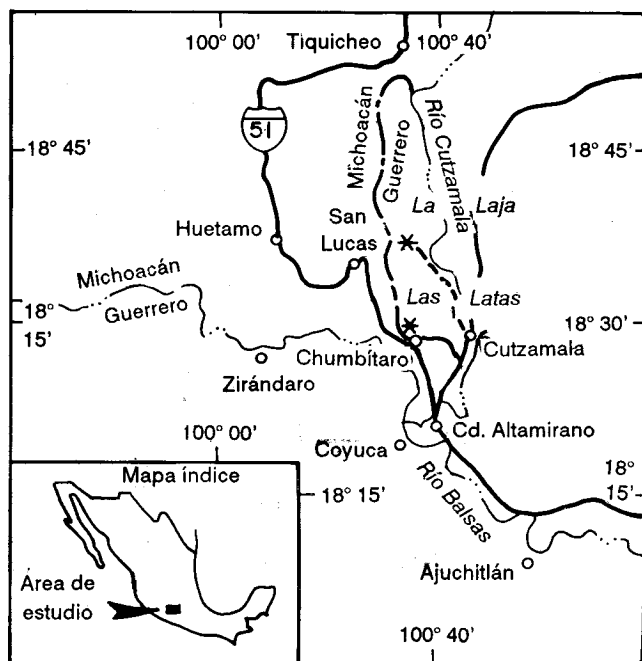 100° 00'
100° 40'
Tiquicheo
51
Michoacán
Guerrero
Río Cutzamala
18° 45'
18° 45'
La Laja
San
Lucas
Huetamo
Michoacán
Guerrero
18°
15'
Las Latas
18° 30'
Chumbítaro
Cutzamala
Zirándaro
Cd. Altamirano
Coyuca
100° 00'
Mapa índice
18° 15'
18°
15'
Río Balsas
Ajuchitlán
Área de
estudio
100° 40'